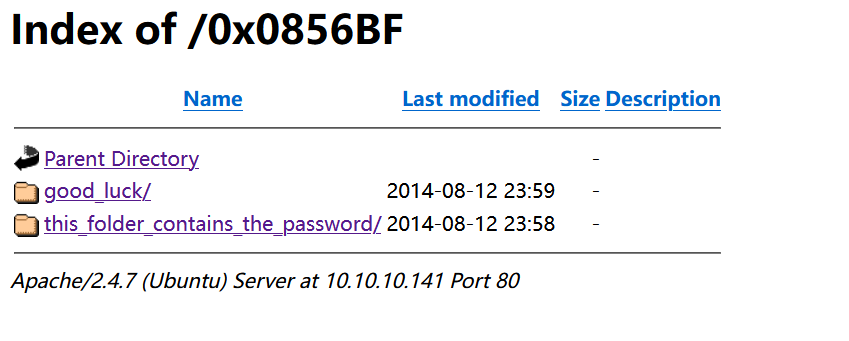 Index of /0x0856BF
Name Last modified Size Description
Parent Directory -
good_luck/ 2014-08-12 23:59 -
this_folder_contains_the_password/ 2014-08-12 23:58 -
Apache/2.4.7 (Ubuntu) Server at 10.10.10.141 Port 80